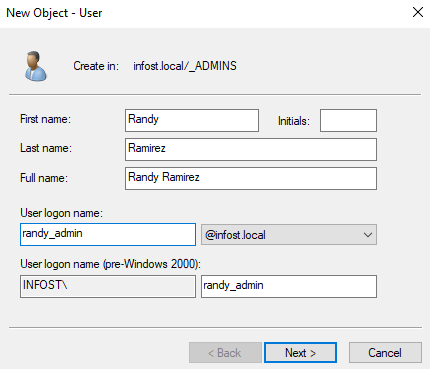 New Object - User
Create in: infost.local/_ADMINS
First name: Randy Initials:
Last name: Ramirez
Full name: Randy Ramirez
User logon name:
randy_admin @infost.local
User logon name (pre-Windows 2000):
INFOST\ randy_admin
< Back Next > Cancel